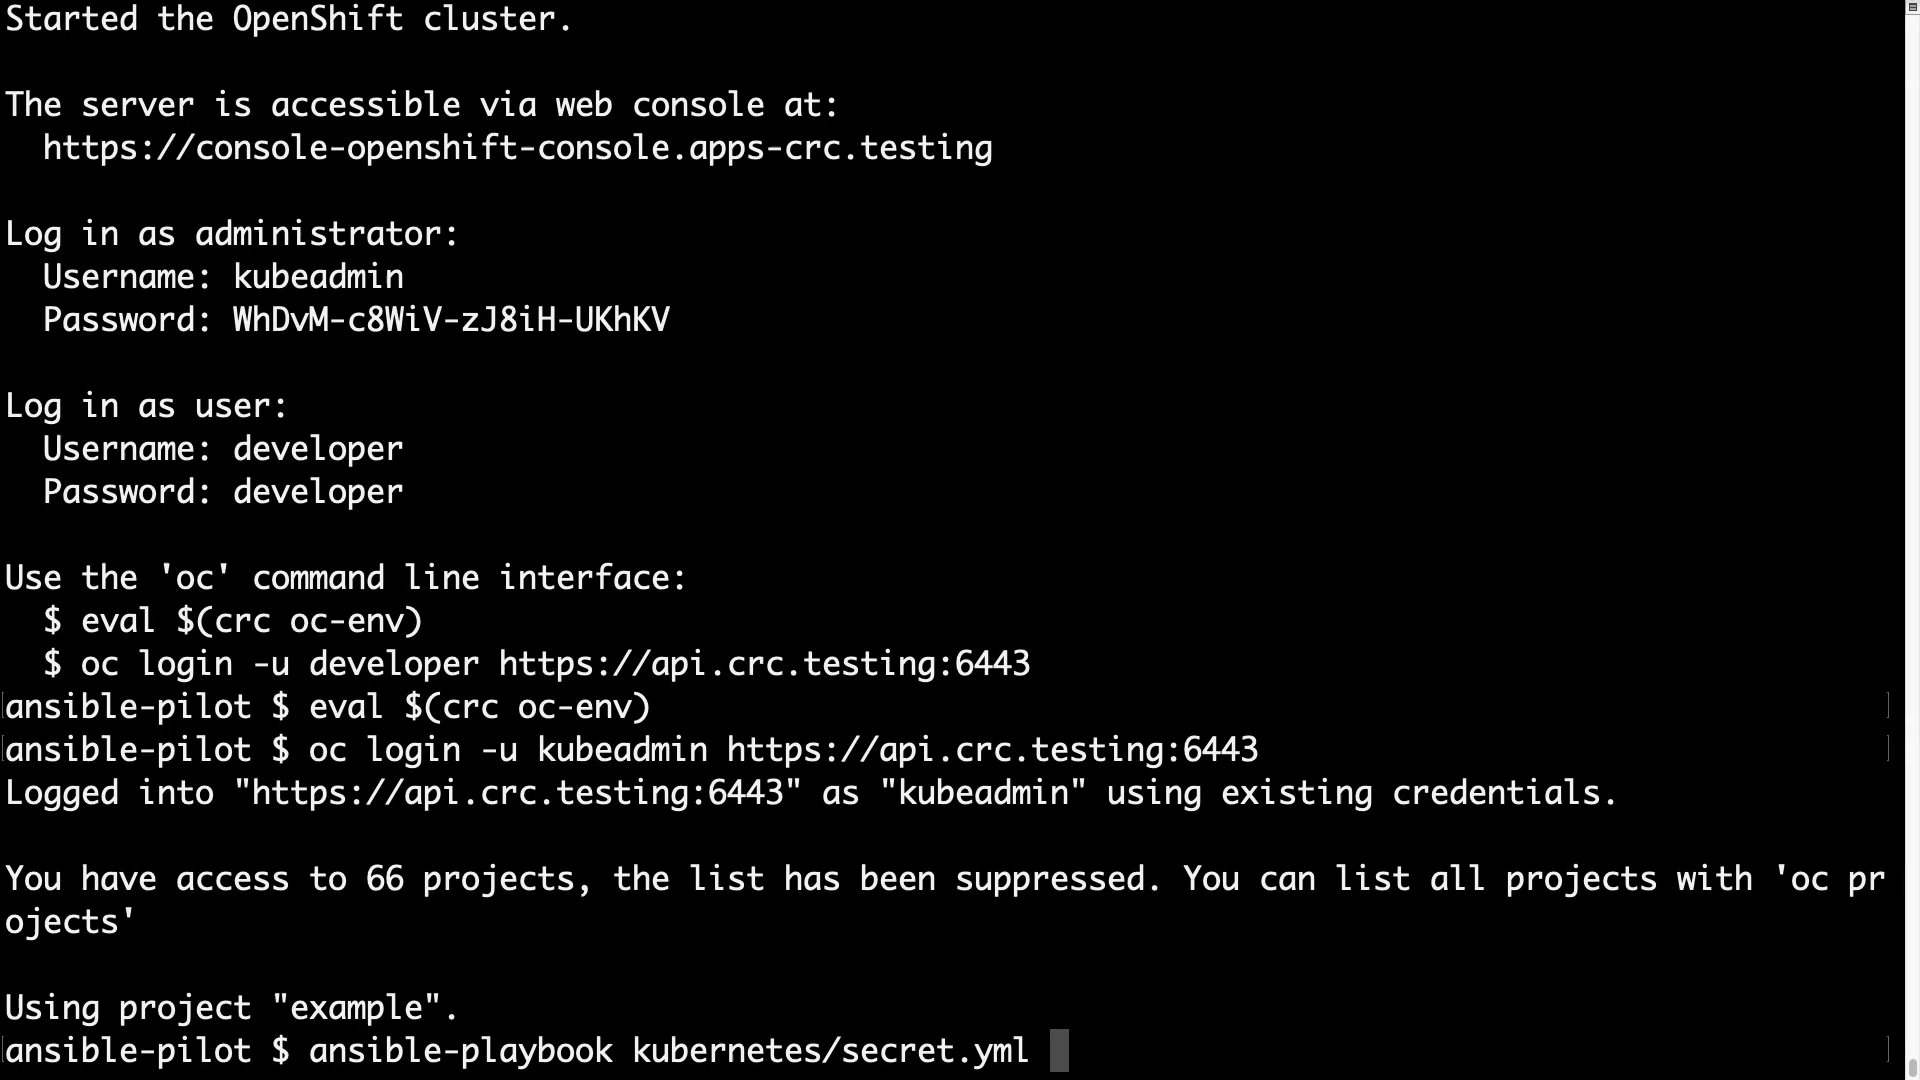 Started the OpenShift cluster.
The server is accessible via web console at:
https://console-openshift-console.apps-crc.testing
Log in as administrator:
Username: kubeadmin
Password: WhDvM-c8WiV-zJ8iH-UKhKV
Log in as user:
Username: developer
Password: developer
Use the 'oc' command line interface:
$ eval $(crc oc-env)
$ oc login -u developer https://api.crc.testing:6443
[ansible-pilot $ eval $(crc oc-env) ]
[ansible-pilot $ oc login -u kubeadmin https://api.crc.testing:6443 ]
Logged into "https://api.crc.testing:6443" as "kubeadmin" using existing credentials.
You have access to 66 projects, the list has been suppressed. You can list all projects with 'oc pr
ojects'
Using project "example".
[ansible-pilot $ ansible-playbook kubernetes/secret.yml ]